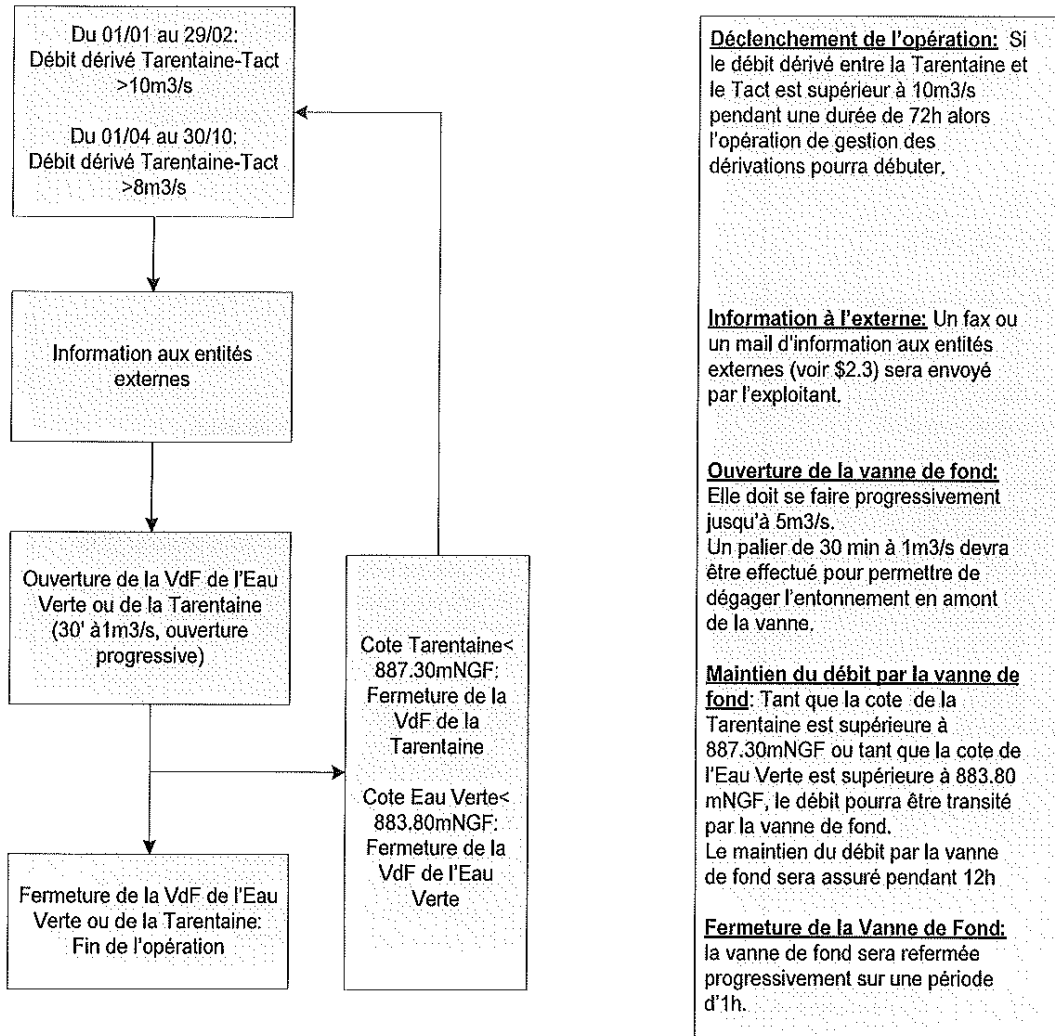 Du 01/01 au 29/02:
Débit dérivé Tarentaine-Tact
>10m3/s
Du 01/04 au 30/10:
Débit dérivé Tarentaine-Tact
>8m3/s
Information aux entités
externes
Ouverture de la VdF de l'Eau
Verte ou de la Tarentaine
(30' à1m3/s, ouverture
progressive)
Cote Tarentaine<
887.30mNGF:
Fermeture de la
VdF de la
Tarentaine
Cote Eau Verte<
883.80mNGF:
Fermeture de la
VdF de l'Eau
Verte
Fermeture de la VdF de l'Eau
Verte ou de la Tarentaine:
Fin de l'opération
Déclenchement de l'opération: Si
le débit dérivé entre la Tarentaine et
le Tact est supérieur à 10m3/s
pendant une durée de 72h alors
l'opération de gestion des
dérivations pourra débuter.
Information à l'externe: Un fax ou
un mail d'information aux entités
externes (voir $2.3) sera envoyé
par l'exploitant.
Ouverture de la vanne de fond:
Elle doit se faire progressivement
jusqu'à 5m3/s.
Un palier de 30 min à 1m3/s devra
être effectué pour permettre de
dégager l'entonnement en amont
de la vanne.
Maintien du débit par la vanne de
fond: Tant que la cote de la
Tarentaine est supérieure à
887.30mNGF ou tant que la cote de
l'Eau Verte est supérieure à 883.80
mNGF, le débit pourra être transité
par la vanne de fond.
Le maintien du débit par la vanne
de fond sera assuré pendant 12h
Fermeture de la Vanne de Fond:
la vanne de fond sera refermée
progressivement sur une période
d'1h.